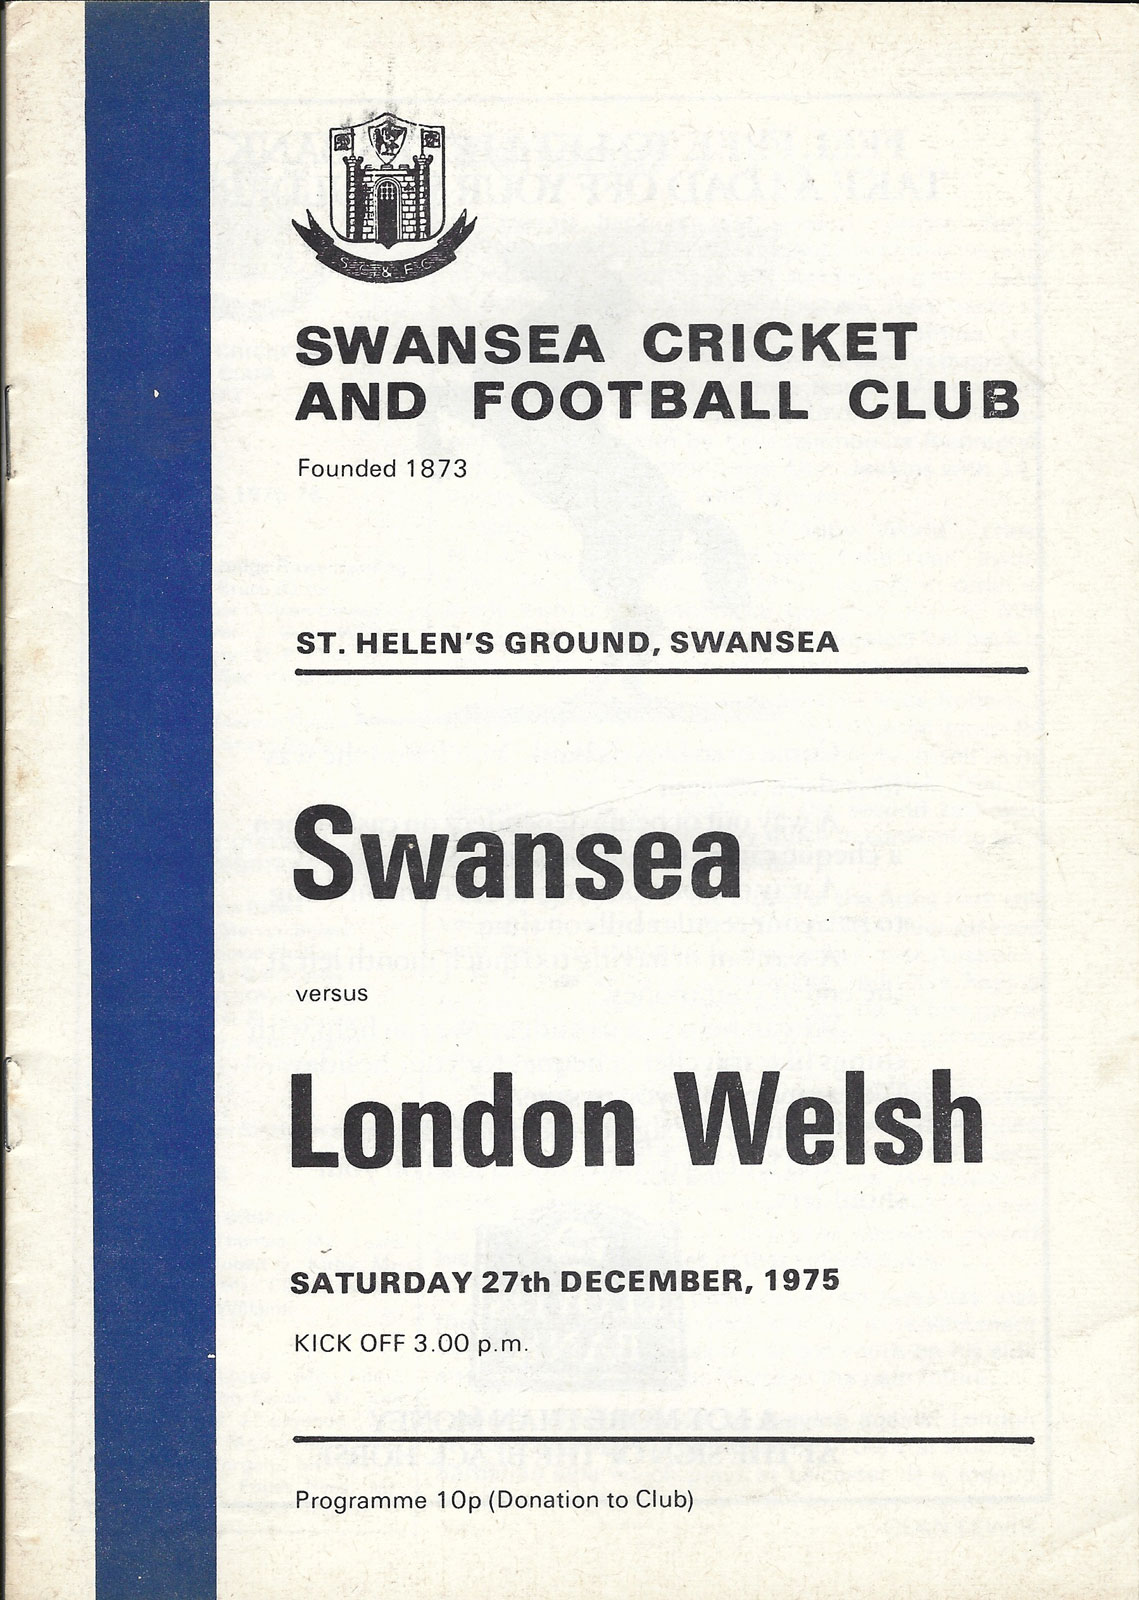 S C & F C
SWANSEA CRICKET
AND FOOTBALL CLUB
Founded 1873
ST. HELEN'S GROUND, SWANSEA
Swansea
versus
London Welsh
SATURDAY 27th DECEMBER, 1975
KICK OFF 3.00 p.m.
Programme 10p (Donation to Club)